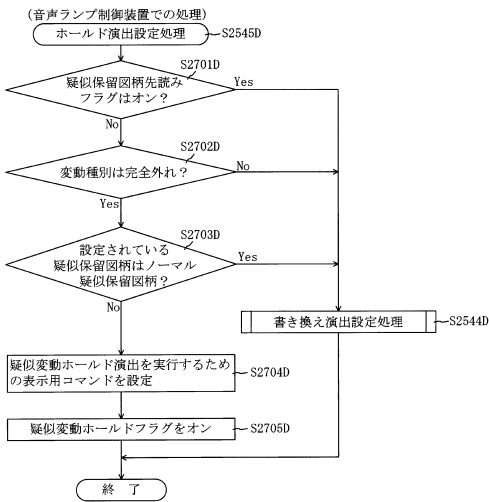 (音声ランプ制御装置での処理)
ホールド演出設定処理
S2545D
S2701D
疑似保留図柄先読み
フラグはオン?
Yes
No
S2702D
変動種別は完全外れ?
No
Yes
S2703D
設定されている
疑似保留図柄はノーマル
疑似保留図柄?
Yes
No
書き換え演出設定処理
S2544D
疑似変動ホールド演出を実行するため
の表示用コマンドを設定
S2704D
疑似変動ホールドフラグをオン
S2705D
終 了